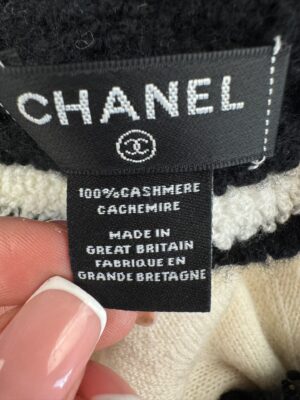 CHANEL
100%CASHMERE
CACHEMIRE
MADE IN
GREAT BRITAIN
FABRIQUE EN
GRANDE BRETAGNE